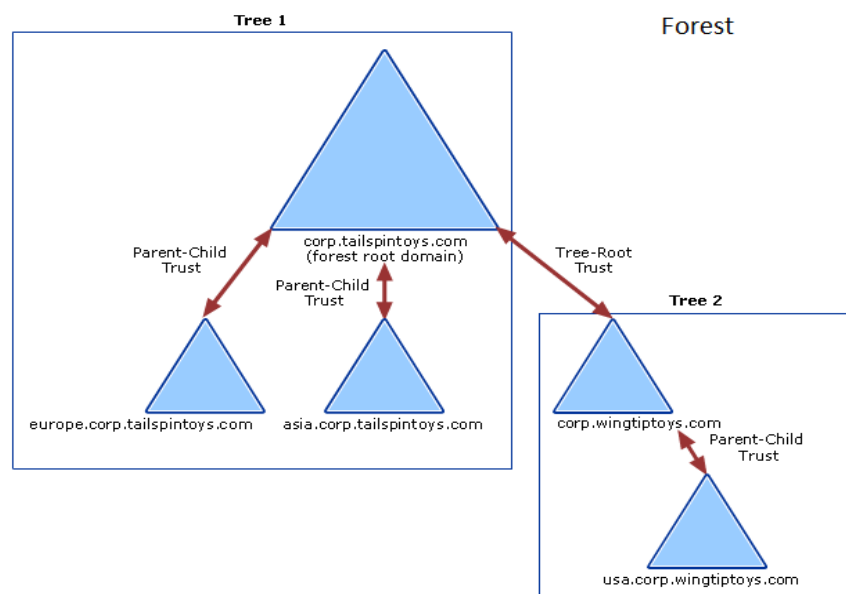 Tree 1
Forest
corp.tailspintoys.com
(forest root domain)
Parent-Child
Trust
Parent-Child
Trust
Tree-Root
Trust
europe.corp.tailspintoys.com
asia.corp.tailspintoys.com
Tree 2
corp.wingtiptoys.com
Parent-Child
Trust
usa.corp.wingtiptoys.com